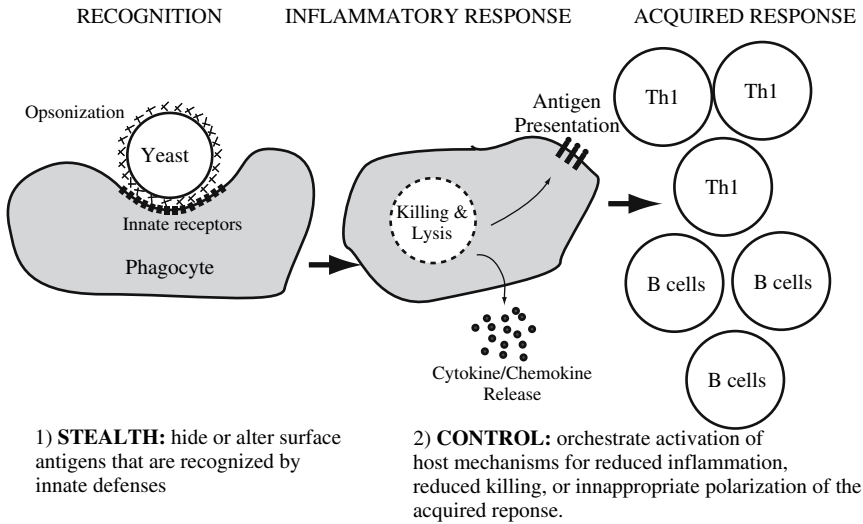 RECOGNITION
INFLAMMATORY RESPONSE
ACQUIRED RESPONSE
Opsonization
Yeast
Innate receptors
Phagocyte
Antigen
Presentation
Killing &
Lysis
Cytokine/Chemokine
Release
Th1
Th1
Th1
B cells
B cells
B cells
1) STEALTH: hide or alter surface
antigens that are recognized by
innate defenses
2) CONTROL: orchestrate activation of
host mechanisms for reduced inflammation,
reduced killing, or innappropriate polarization of the
acquired reponse.